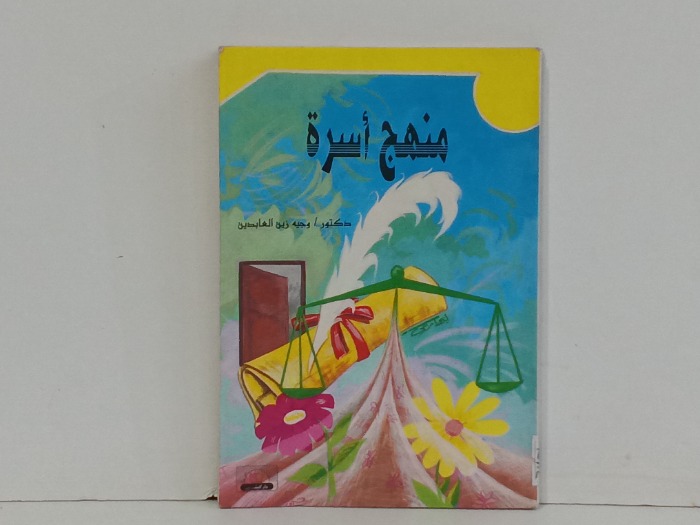 منهج أسرة
دكتور/ وجيه زين العابدين